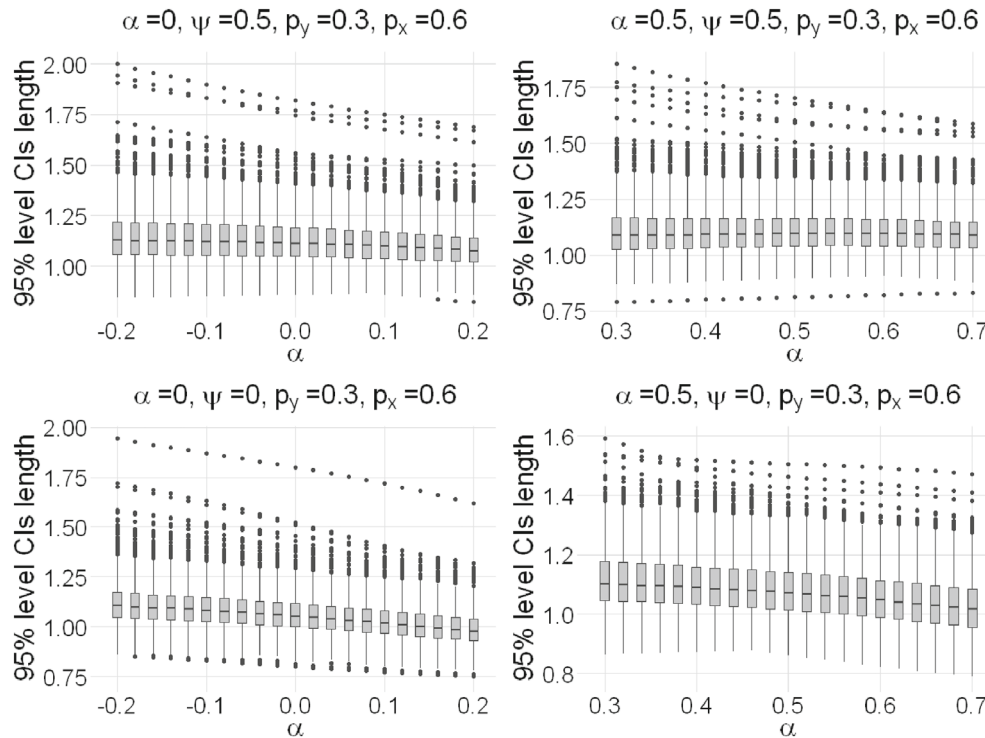 α =0, ψ =0.5, p_y =0.3, p_x =0.6
95% level CIs length
2.00
1.75
1.50
1.25
1.00
-0.2 -0.1 0.0 0.1 0.2
α
α =0.5, ψ =0.5, p_y =0.3, p_x =0.6
95% level CIs length
1.75
1.50
1.25
1.00
0.75
0.3 0.4 0.5 0.6 0.7
α
α =0, ψ =0, p_y =0.3, p_x =0.6
95% level CIs length
2.00
1.75
1.50
1.25
1.00
0.75
-0.2 -0.1 0.0 0.1 0.2
α
α =0.5, ψ =0, p_y =0.3, p_x =0.6
95% level CIs length
1.6
1.4
1.2
1.0
0.8
0.3 0.4 0.5 0.6 0.7
α